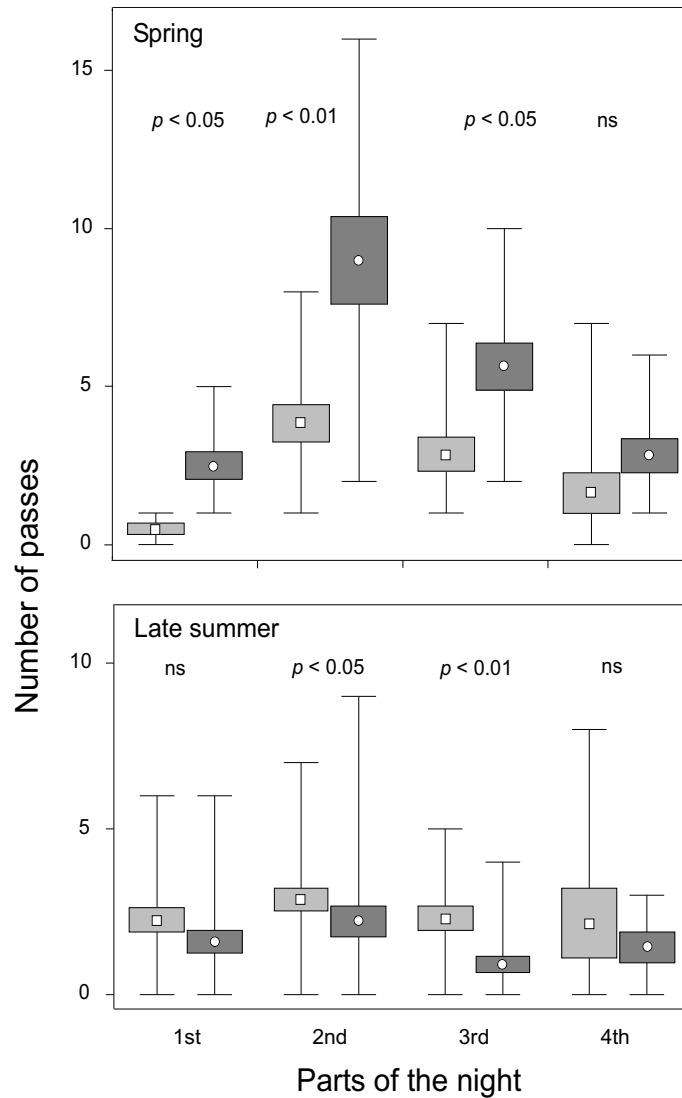 Spring
15
p < 0.05
p < 0.01
p < 0.05
ns
10
5
0
Number of passes
Late summer
10
ns
p < 0.05
p < 0.01
ns
5
0
1st
2nd
3rd
4th
Parts of the night